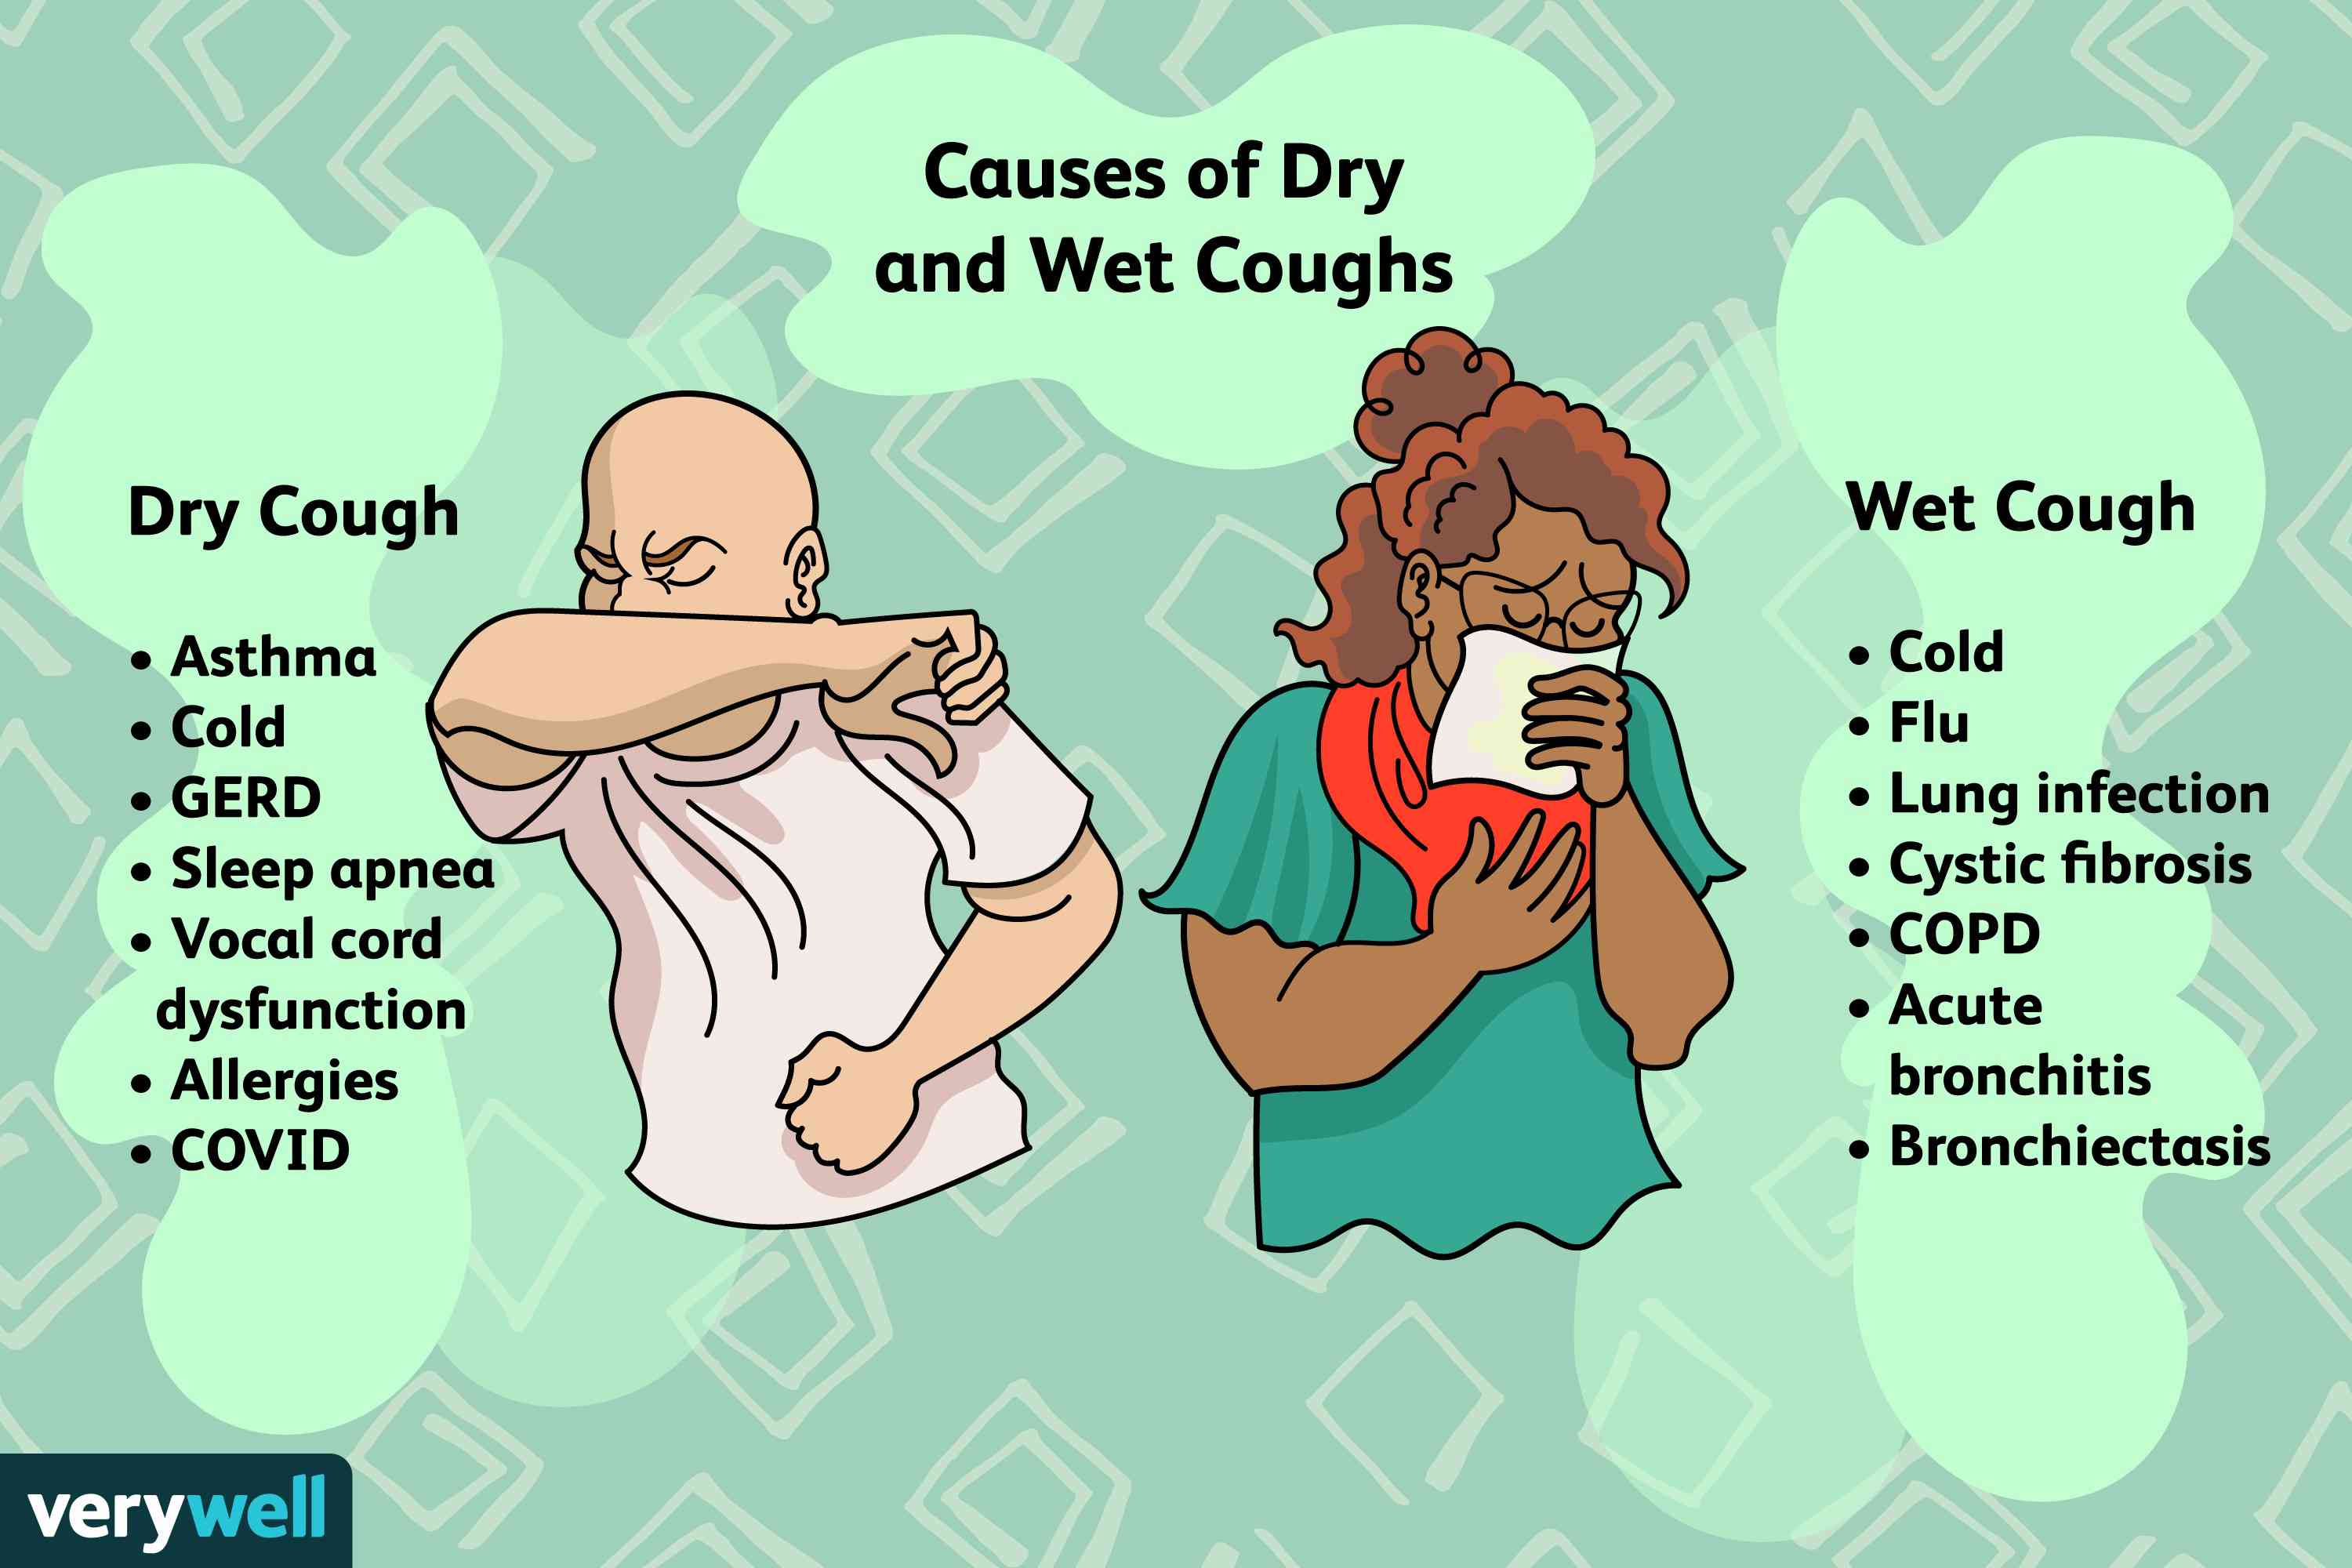 Causes of Dry
and Wet Coughs
Dry Cough
• Asthma
• Cold
• GERD
• Sleep apnea
• Vocal cord
dysfunction
• Allergies
• COVID
Wet Cough
• Cold
• Flu
• Lung infection
• Cystic fibrosis
• COPD
• Acute
bronchitis
• Bronchiectasis
verywell